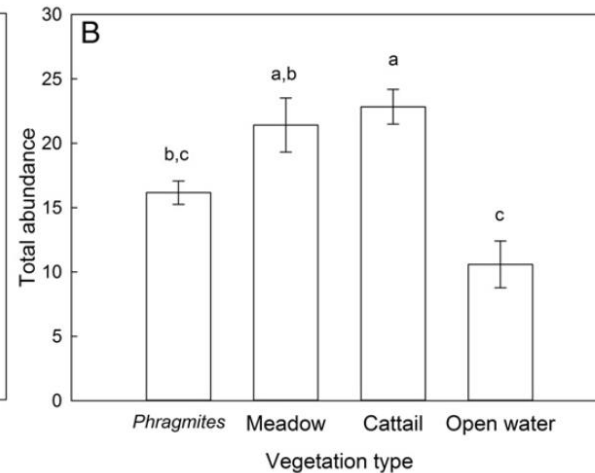 B
30
25
20
15
10
5
0
Total abundance
b,c
a,b
a
c
Phragmites Meadow Cattail Open water
Vegetation type